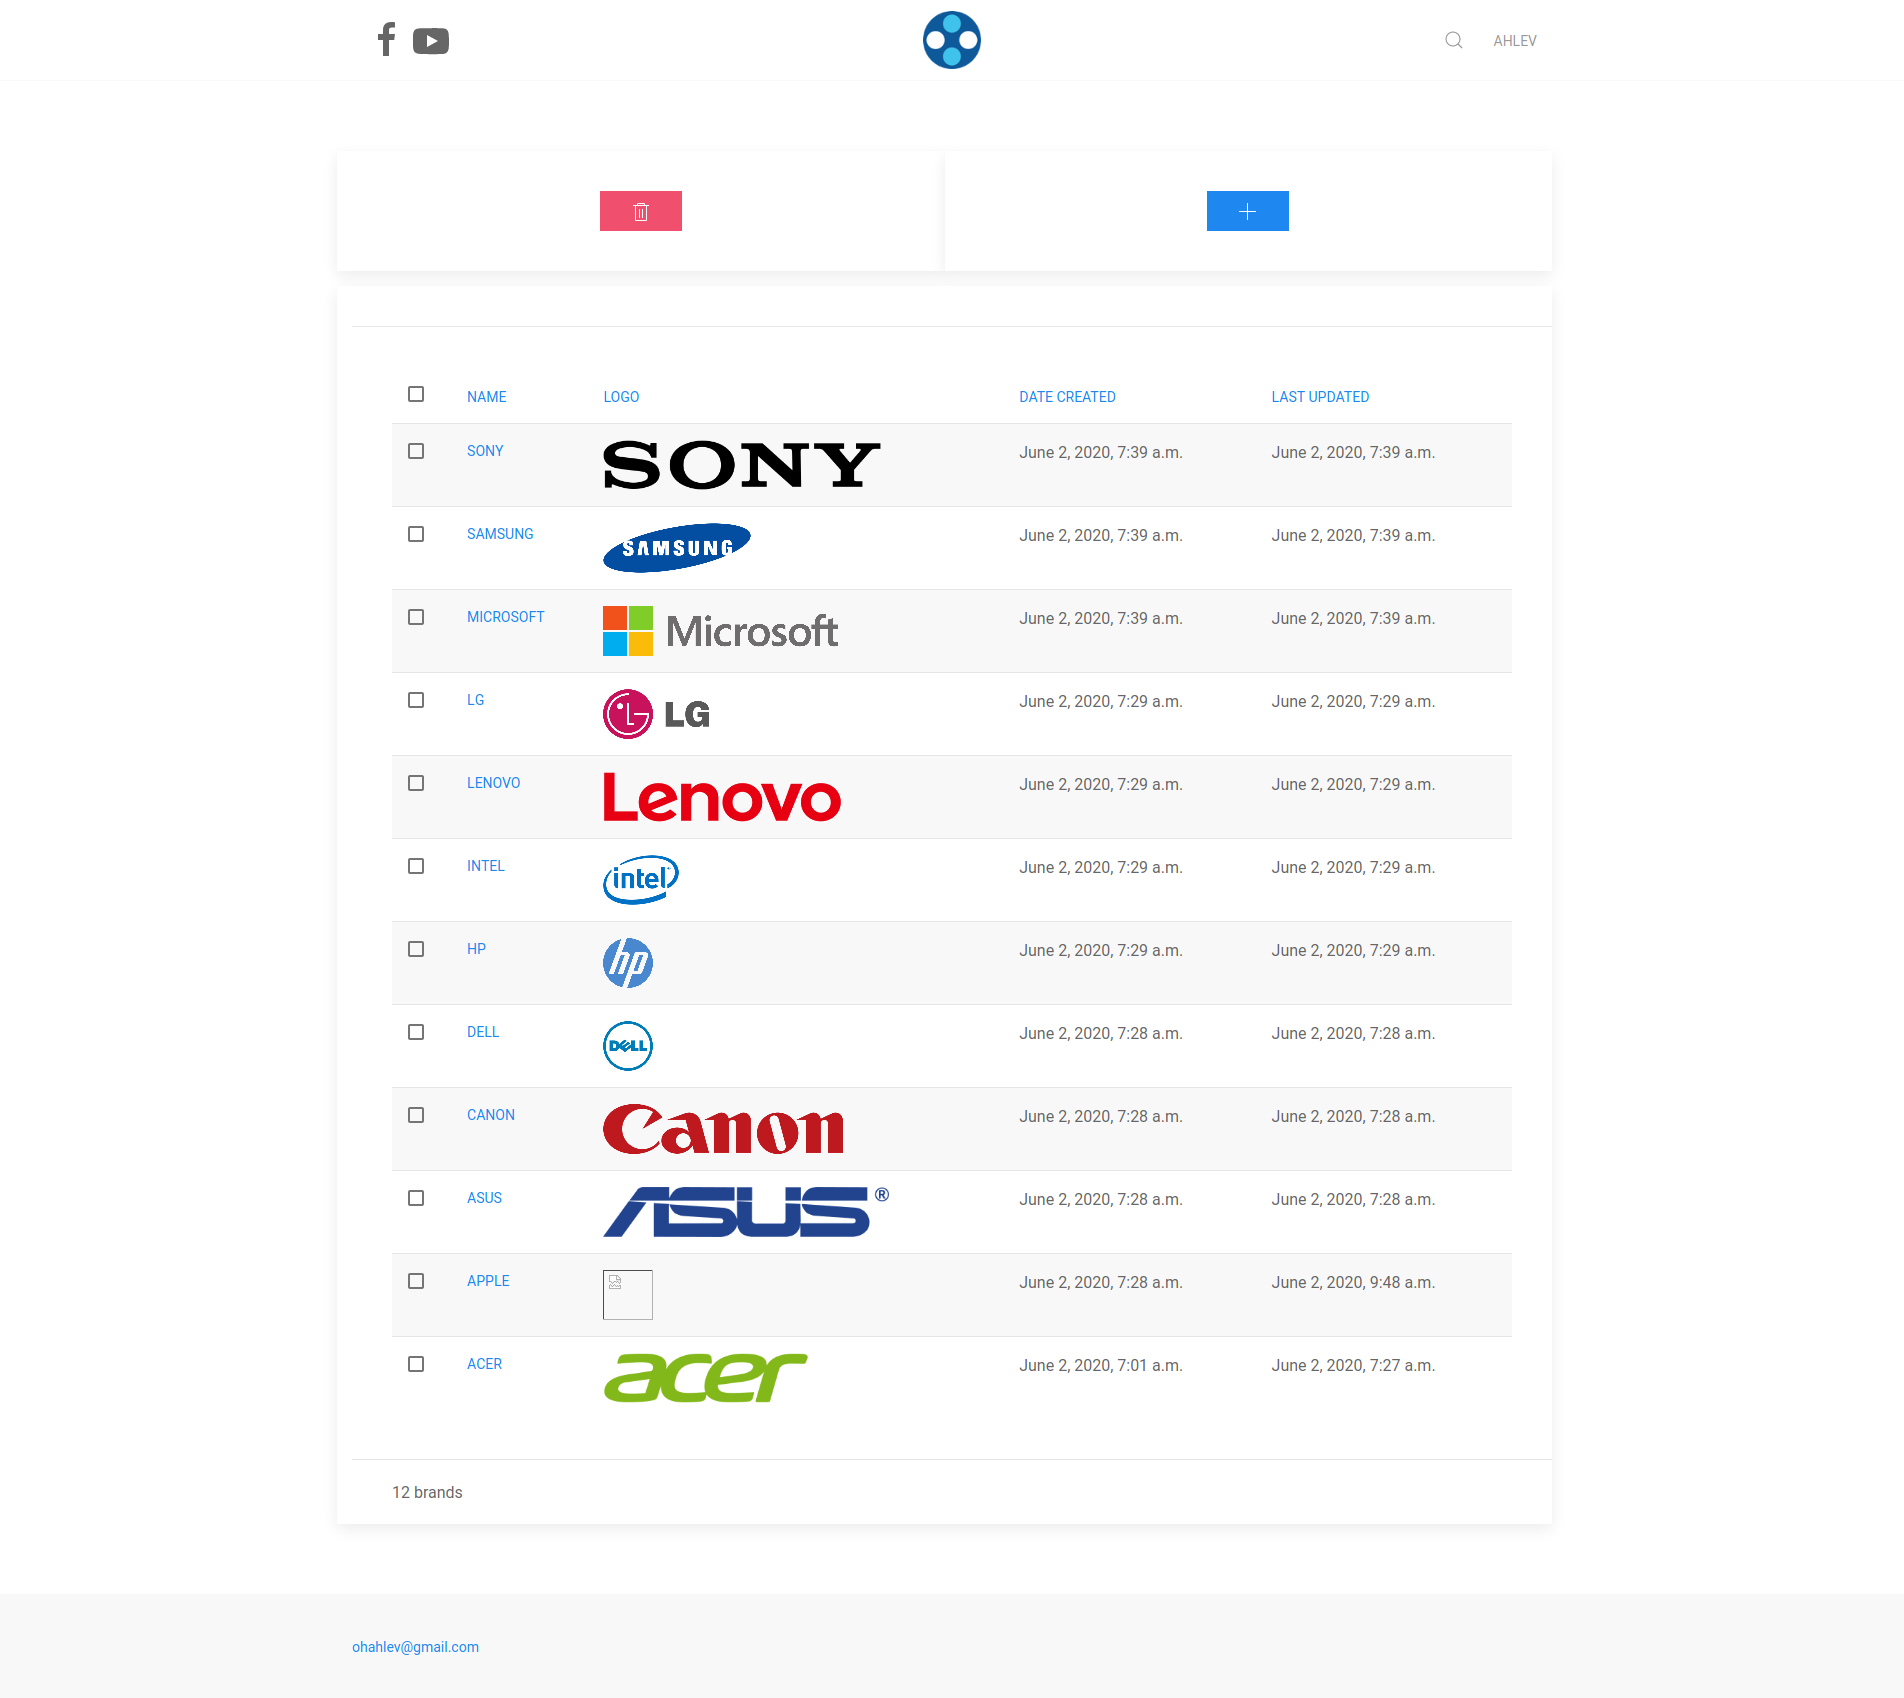 AHLEV
NAME LOGO DATE CREATED LAST UPDATED
SONY SONY June 2, 2020, 7:39 a.m. June 2, 2020, 7:39 a.m.
SAMSUNG SAMSUNG June 2, 2020, 7:39 a.m. June 2, 2020, 7:39 a.m.
MICROSOFT Microsoft June 2, 2020, 7:39 a.m. June 2, 2020, 7:39 a.m.
LG LG June 2, 2020, 7:29 a.m. June 2, 2020, 7:29 a.m.
LENOVO Lenovo June 2, 2020, 7:29 a.m. June 2, 2020, 7:29 a.m.
INTEL intel June 2, 2020, 7:29 a.m. June 2, 2020, 7:29 a.m.
HP hp June 2, 2020, 7:29 a.m. June 2, 2020, 7:29 a.m.
DELL DELL June 2, 2020, 7:28 a.m. June 2, 2020, 7:28 a.m.
CANON Canon June 2, 2020, 7:28 a.m. June 2, 2020, 7:28 a.m.
ASUS ASUS® June 2, 2020, 7:28 a.m. June 2, 2020, 7:28 a.m.
APPLE June 2, 2020, 7:28 a.m. June 2, 2020, 9:48 a.m.
ACER acer June 2, 2020, 7:01 a.m. June 2, 2020, 7:27 a.m.
12 brands
ohahlev@gmail.com